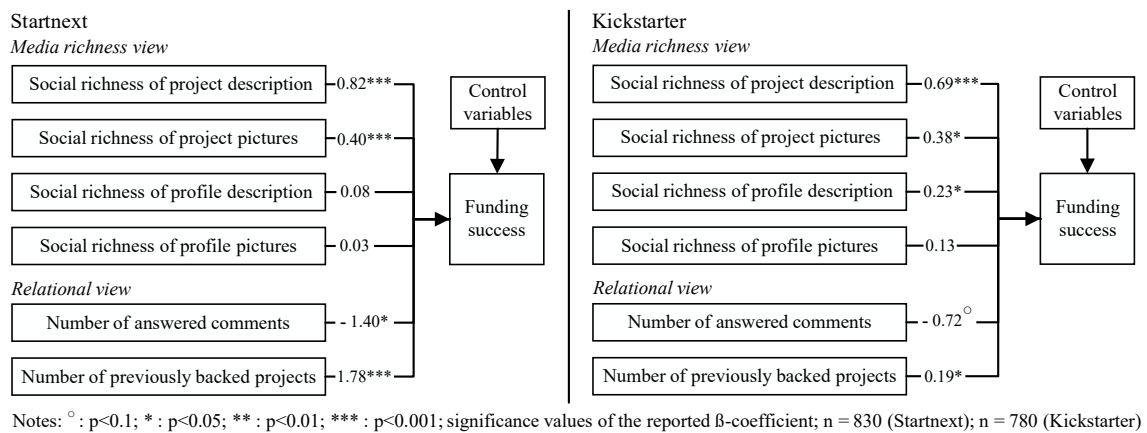 Startnext
Media richness view
Social richness of project description
0.82***
Social richness of project pictures
0.40***
Social richness of profile description
0.08
Social richness of profile pictures
0.03
Relational view
Number of answered comments
- 1.40*
Number of previously backed projects
1.78***
Control
variables
Funding
success
Kickstarter
Media richness view
Social richness of project description
0.69***
Social richness of project pictures
0.38*
Social richness of profile description
0.23*
Social richness of profile pictures
0.13
Relational view
Number of answered comments
- 0.72○
Number of previously backed projects
0.19*
Control
variables
Funding
success
Notes: ○ : p<0.1; * : p<0.05; ** : p<0.01; *** : p<0.001; significance values of the reported ß-coefficient; n = 830 (Startnext); n = 780 (Kickstarter)